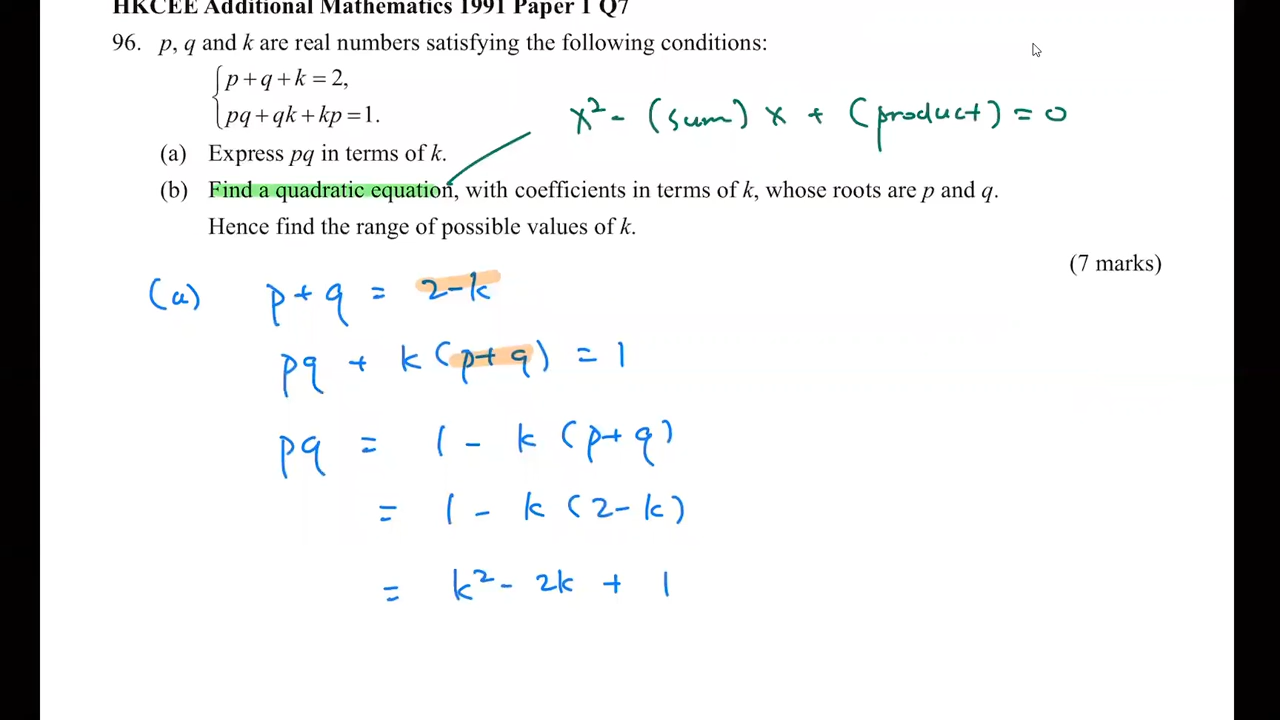 HKCEE Additional Mathematics 1991 Paper 1 Q7
96. p, q and k are real numbers satisfying the following conditions:
p + q + k = 2,
pq + qk + kp = 1.
x² - (sum) x + (product) = 0
(a) Express pq in terms of k.
(b) Find a quadratic equation, with coefficients in terms of k, whose roots are p and q.
Hence find the range of possible values of k.
(7 marks)
(a) p + q = 2-k
pq + k (p+q) = 1
pq = 1 - k (p+q)
= 1 - k (2-k)
= k² - 2k + 1